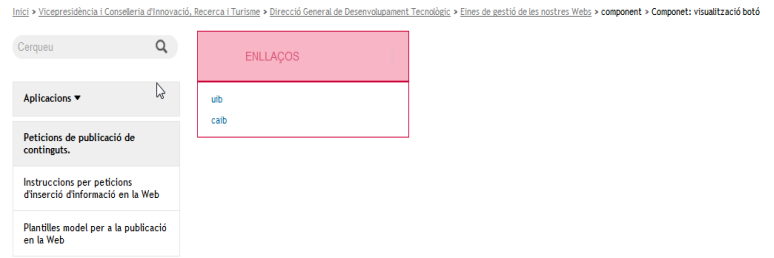 Inici > Vicepresidència i Conselleria d'Innovació, Recerca i Turisme > Direcció General de Desenvolupament Tecnològic > Eines de gestió de les nostres Webs > component > Componet: visualització botó
Cerqueu
ENLLAÇOS
Aplicacions ▼
uib
caib
Peticions de publicació de
continguts.
Instruccions per peticions
d'inserció d'informació en la Web
Plantilles model per a la publicació
en la Web